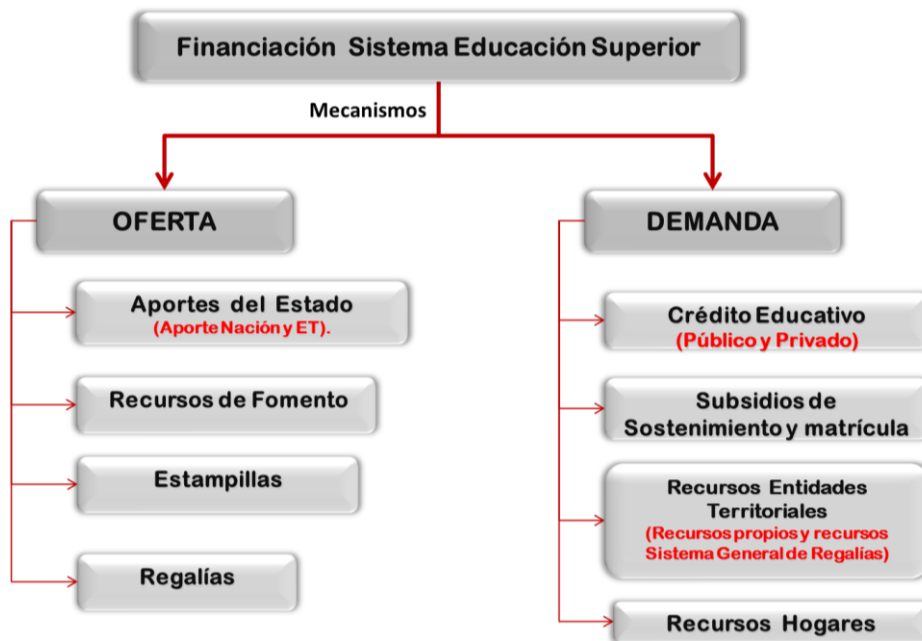 Financiación Sistema Educación Superior
Mecanismos
OFERTA
Aportes del Estado
(Aporte Nación y ET).
Recursos de Fomento
Estampillas
Regalías
DEMANDA
Crédito Educativo
(Público y Privado)
Subsidios de
Sostenimiento y matrícula
Recursos Entidades
Territoriales
(Recursos propios y recursos
Sistema General de Regalías)
Recursos Hogares